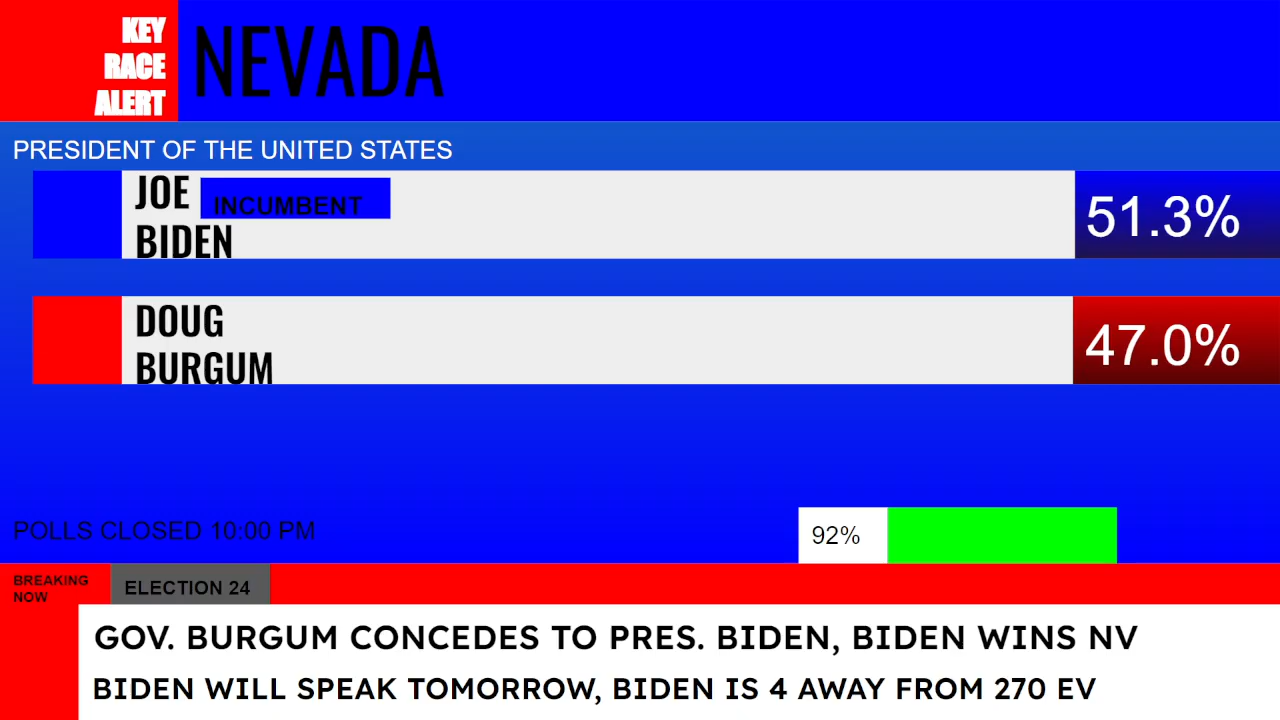 KEY
RACE
ALERT
NEVADA
PRESIDENT OF THE UNITED STATES
JOE
INCUMBENT
BIDEN
51.3%
DOUG
BURGUM
47.0%
POLLS CLOSED 10:00 PM
92%
BREAKING
NOW
ELECTION 24
GOV. BURGUM CONCEDES TO PRES. BIDEN, BIDEN WINS NV
BIDEN WILL SPEAK TOMORROW, BIDEN IS 4 AWAY FROM 270 EV